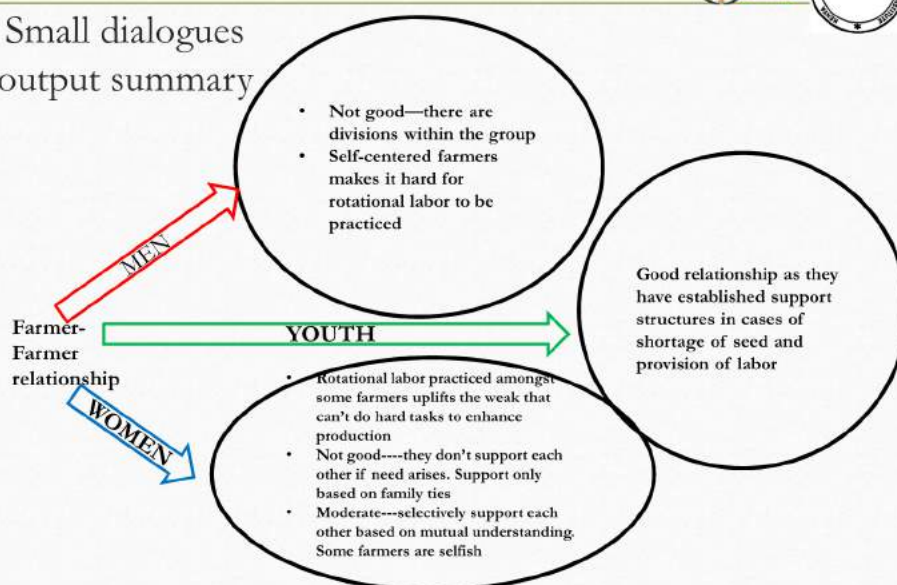 Small dialogues
output summary
• Not good—there are
divisions within the group
• Self-centered farmers
makes it hard for
rotational labor to be
practiced
MEN
Good relationship as they
have established support
structures in cases of
shortage of seed and
provision of labor
Farmer-
Farmer
relationship
YOUTH
WOMEN
• Rotational labor practiced amongst
some farmers uplifts the weak that
can't do hard tasks to enhance
production
• Not good----they don't support each
other if need arises. Support only
based on family ties
• Moderate---selectively support each
other based on mutual understanding.
Some farmers are selfish